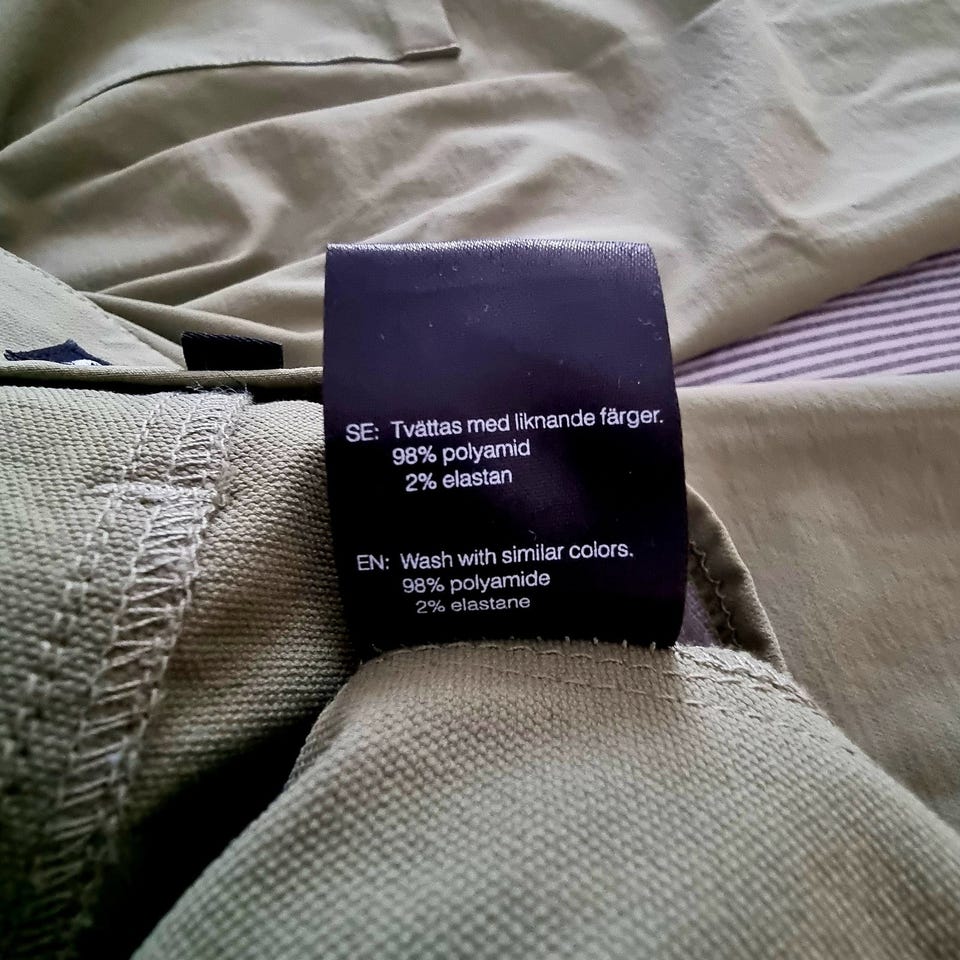 SE: Tvättas med liknande färger.
98% polyamid
2% elastan
EN: Wash with similar colors.
98% polyamide
2% elastane